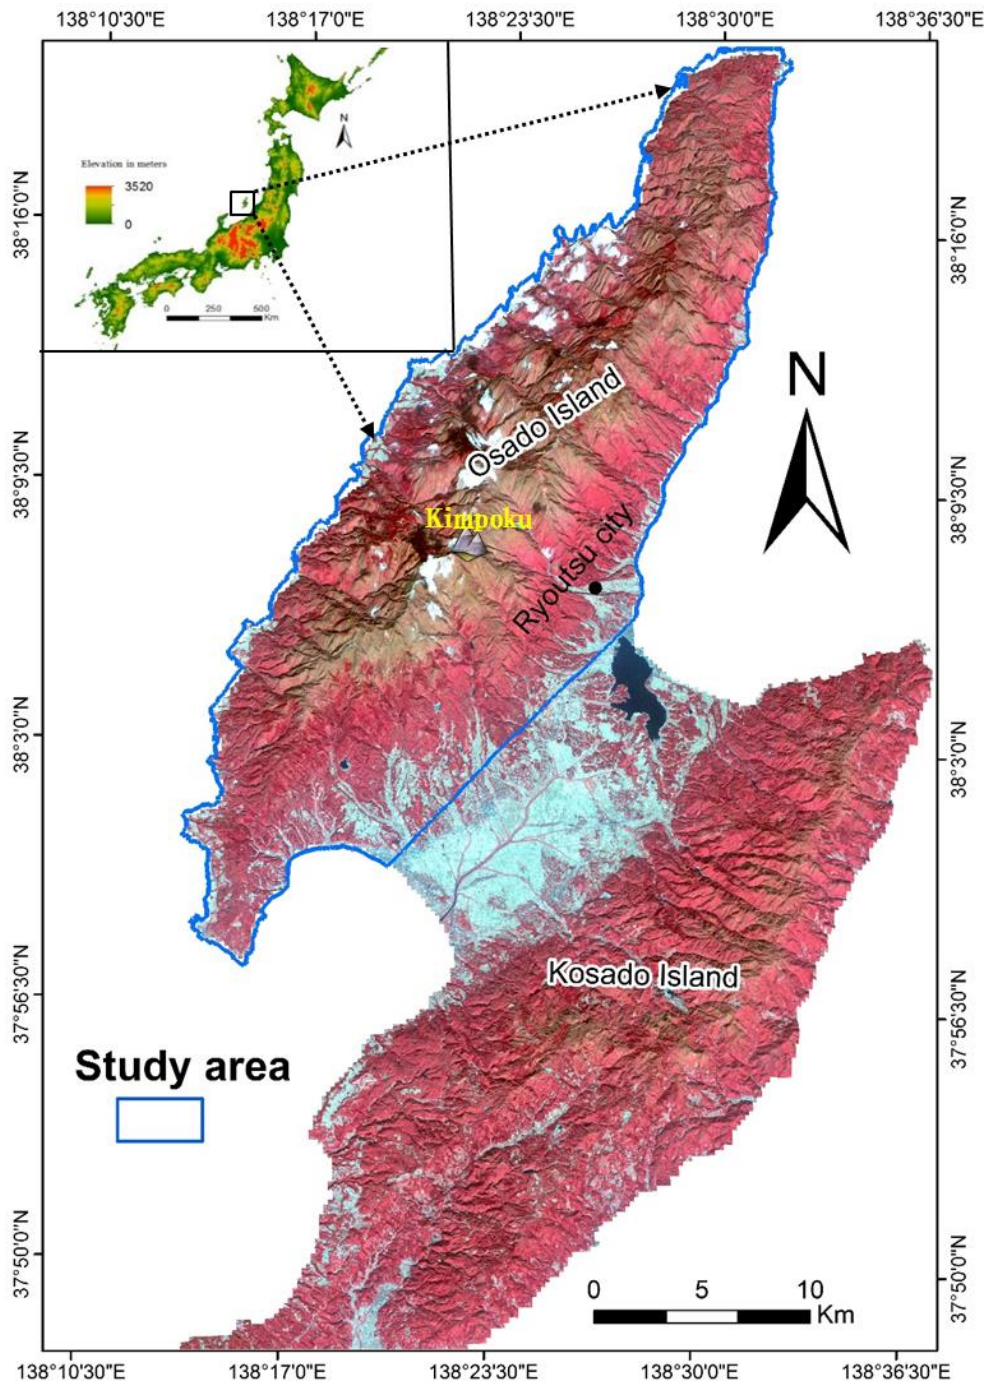 138°10'30"E 138°17'0"E 138°23'30"E 138°30'0"E 138°36'30"E
N
Elevation in meters
3520
0
0 250 500
Km
38°16'0"N
38°16'0"N
N
Osado Island
38°9'30"N
38°9'30"N
Kimpoku
Ryoutsu city
38°3'0"N
38°3'0"N
Kosado Island
37°56'30"N
37°56'30"N
Study area
37°50'0"N
37°50'0"N
0 5 10
Km
138°10'30"E 138°17'0"E 138°23'30"E 138°30'0"E 138°36'30"E